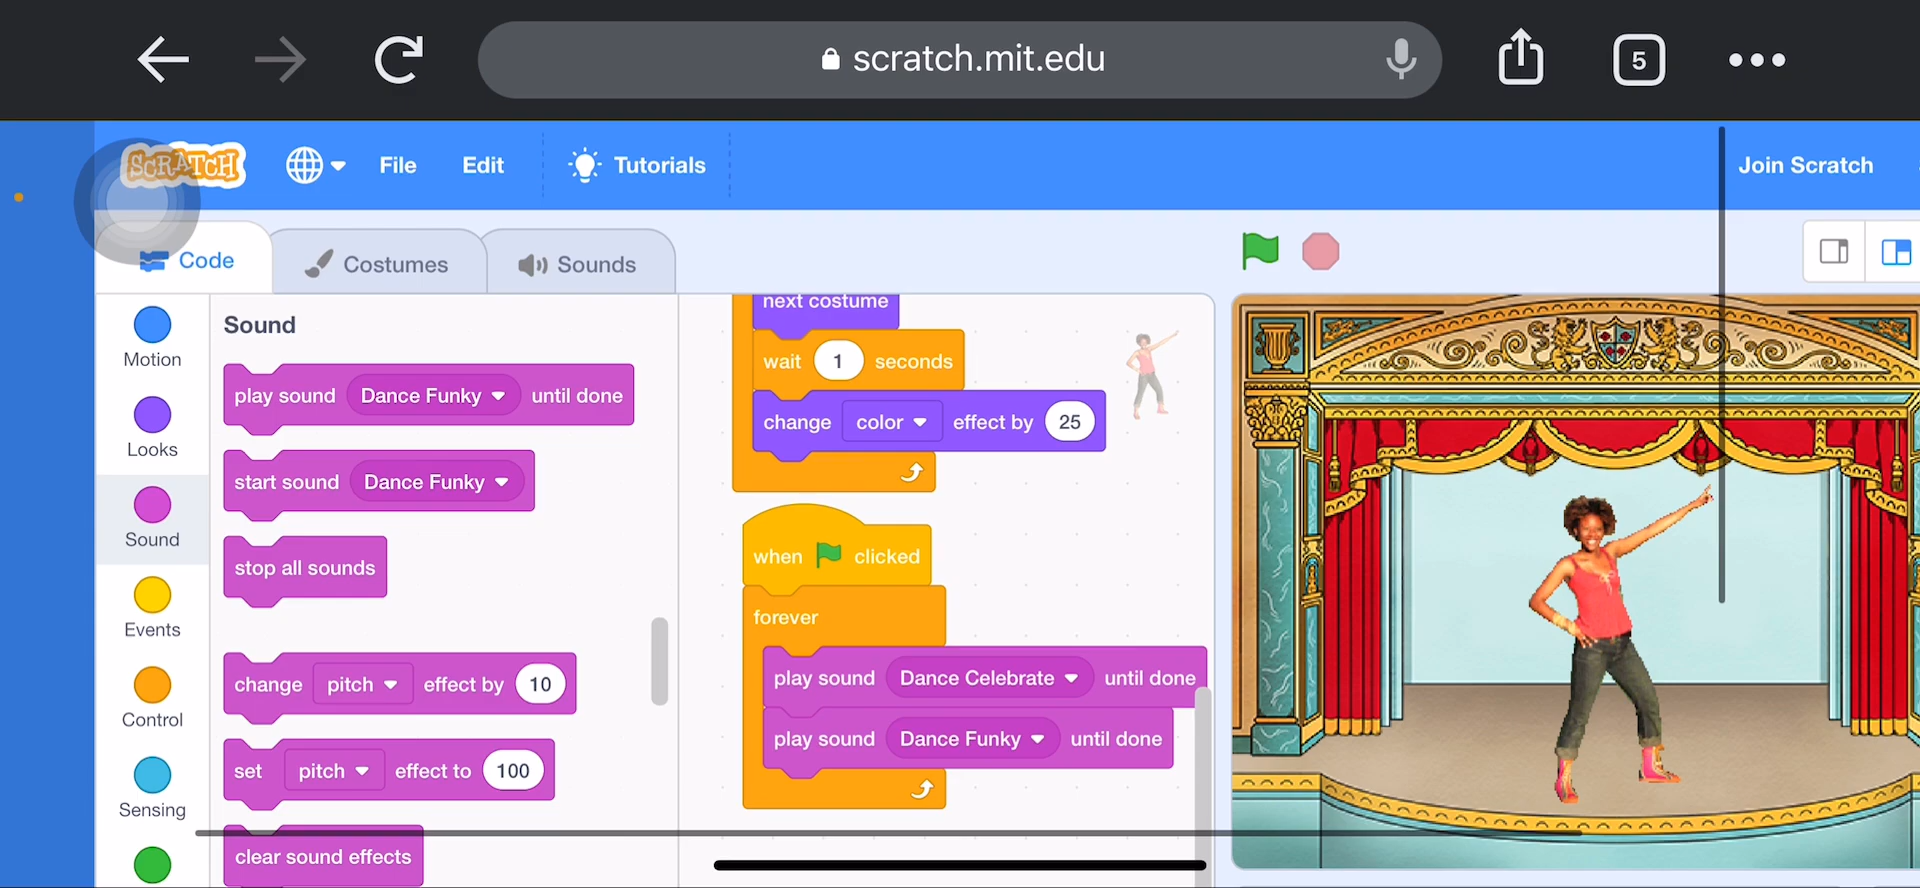 scratch.mit.edu
5
SCRATCH
File
Edit
Tutorials
Join Scratch
Code
Costumes
Sounds
Motion
Looks
Sound
Events
Control
Sensing
Sound
play sound Dance Funky until done
start sound Dance Funky
stop all sounds
change pitch effect by 10
set pitch effect to 100
clear sound effects
next costume
wait 1 seconds
change color effect by 25
when clicked
forever
play sound Dance Celebrate until done
play sound Dance Funky until done